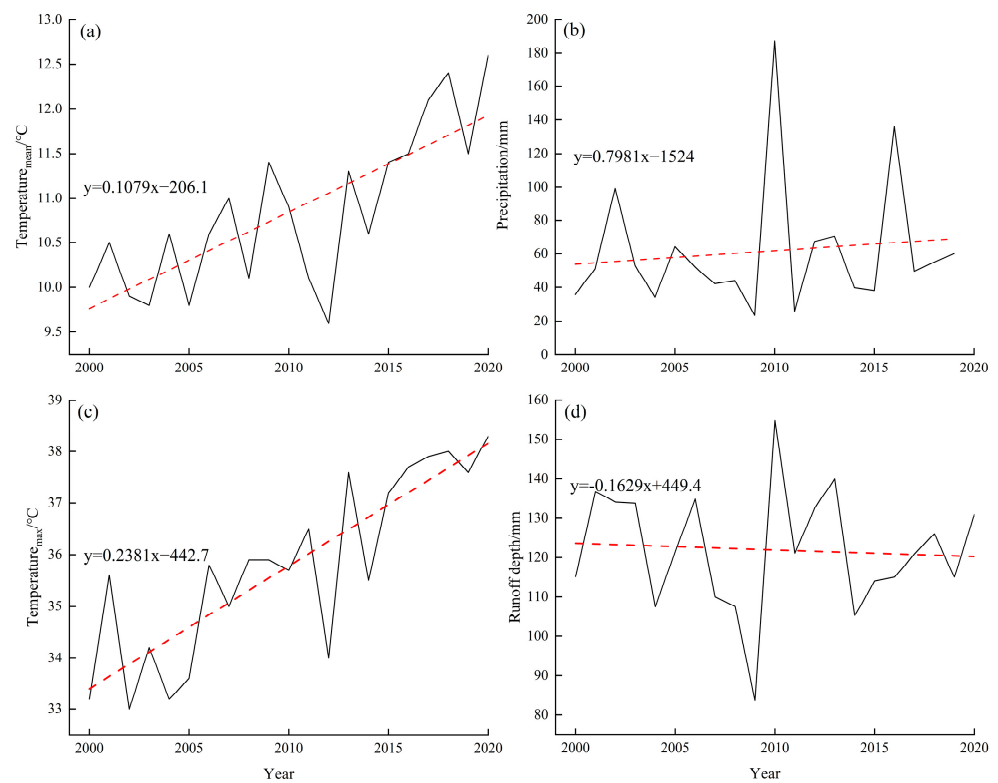 (a)
13.0
12.5
12.0
11.5
11.0
10.5
10.0
9.5
Temperaturemean/°C
y=0.1079x−206.1
2000 2005 2010 2015 2020
(b)
200
180
160
140
120
100
80
60
40
20
0
Precipitation/mm
y=0.7981x−1524
2000 2005 2010 2015 2020
(c)
39
38
37
36
35
34
33
Temperaturemax/°C
y=0.2381x−442.7
2000 2005 2010 2015 2020
Year
(d)
160
150
140
130
120
110
100
90
80
Runoff depth/mm
y=-0.1629x+449.4
2000 2005 2010 2015 2020
Year